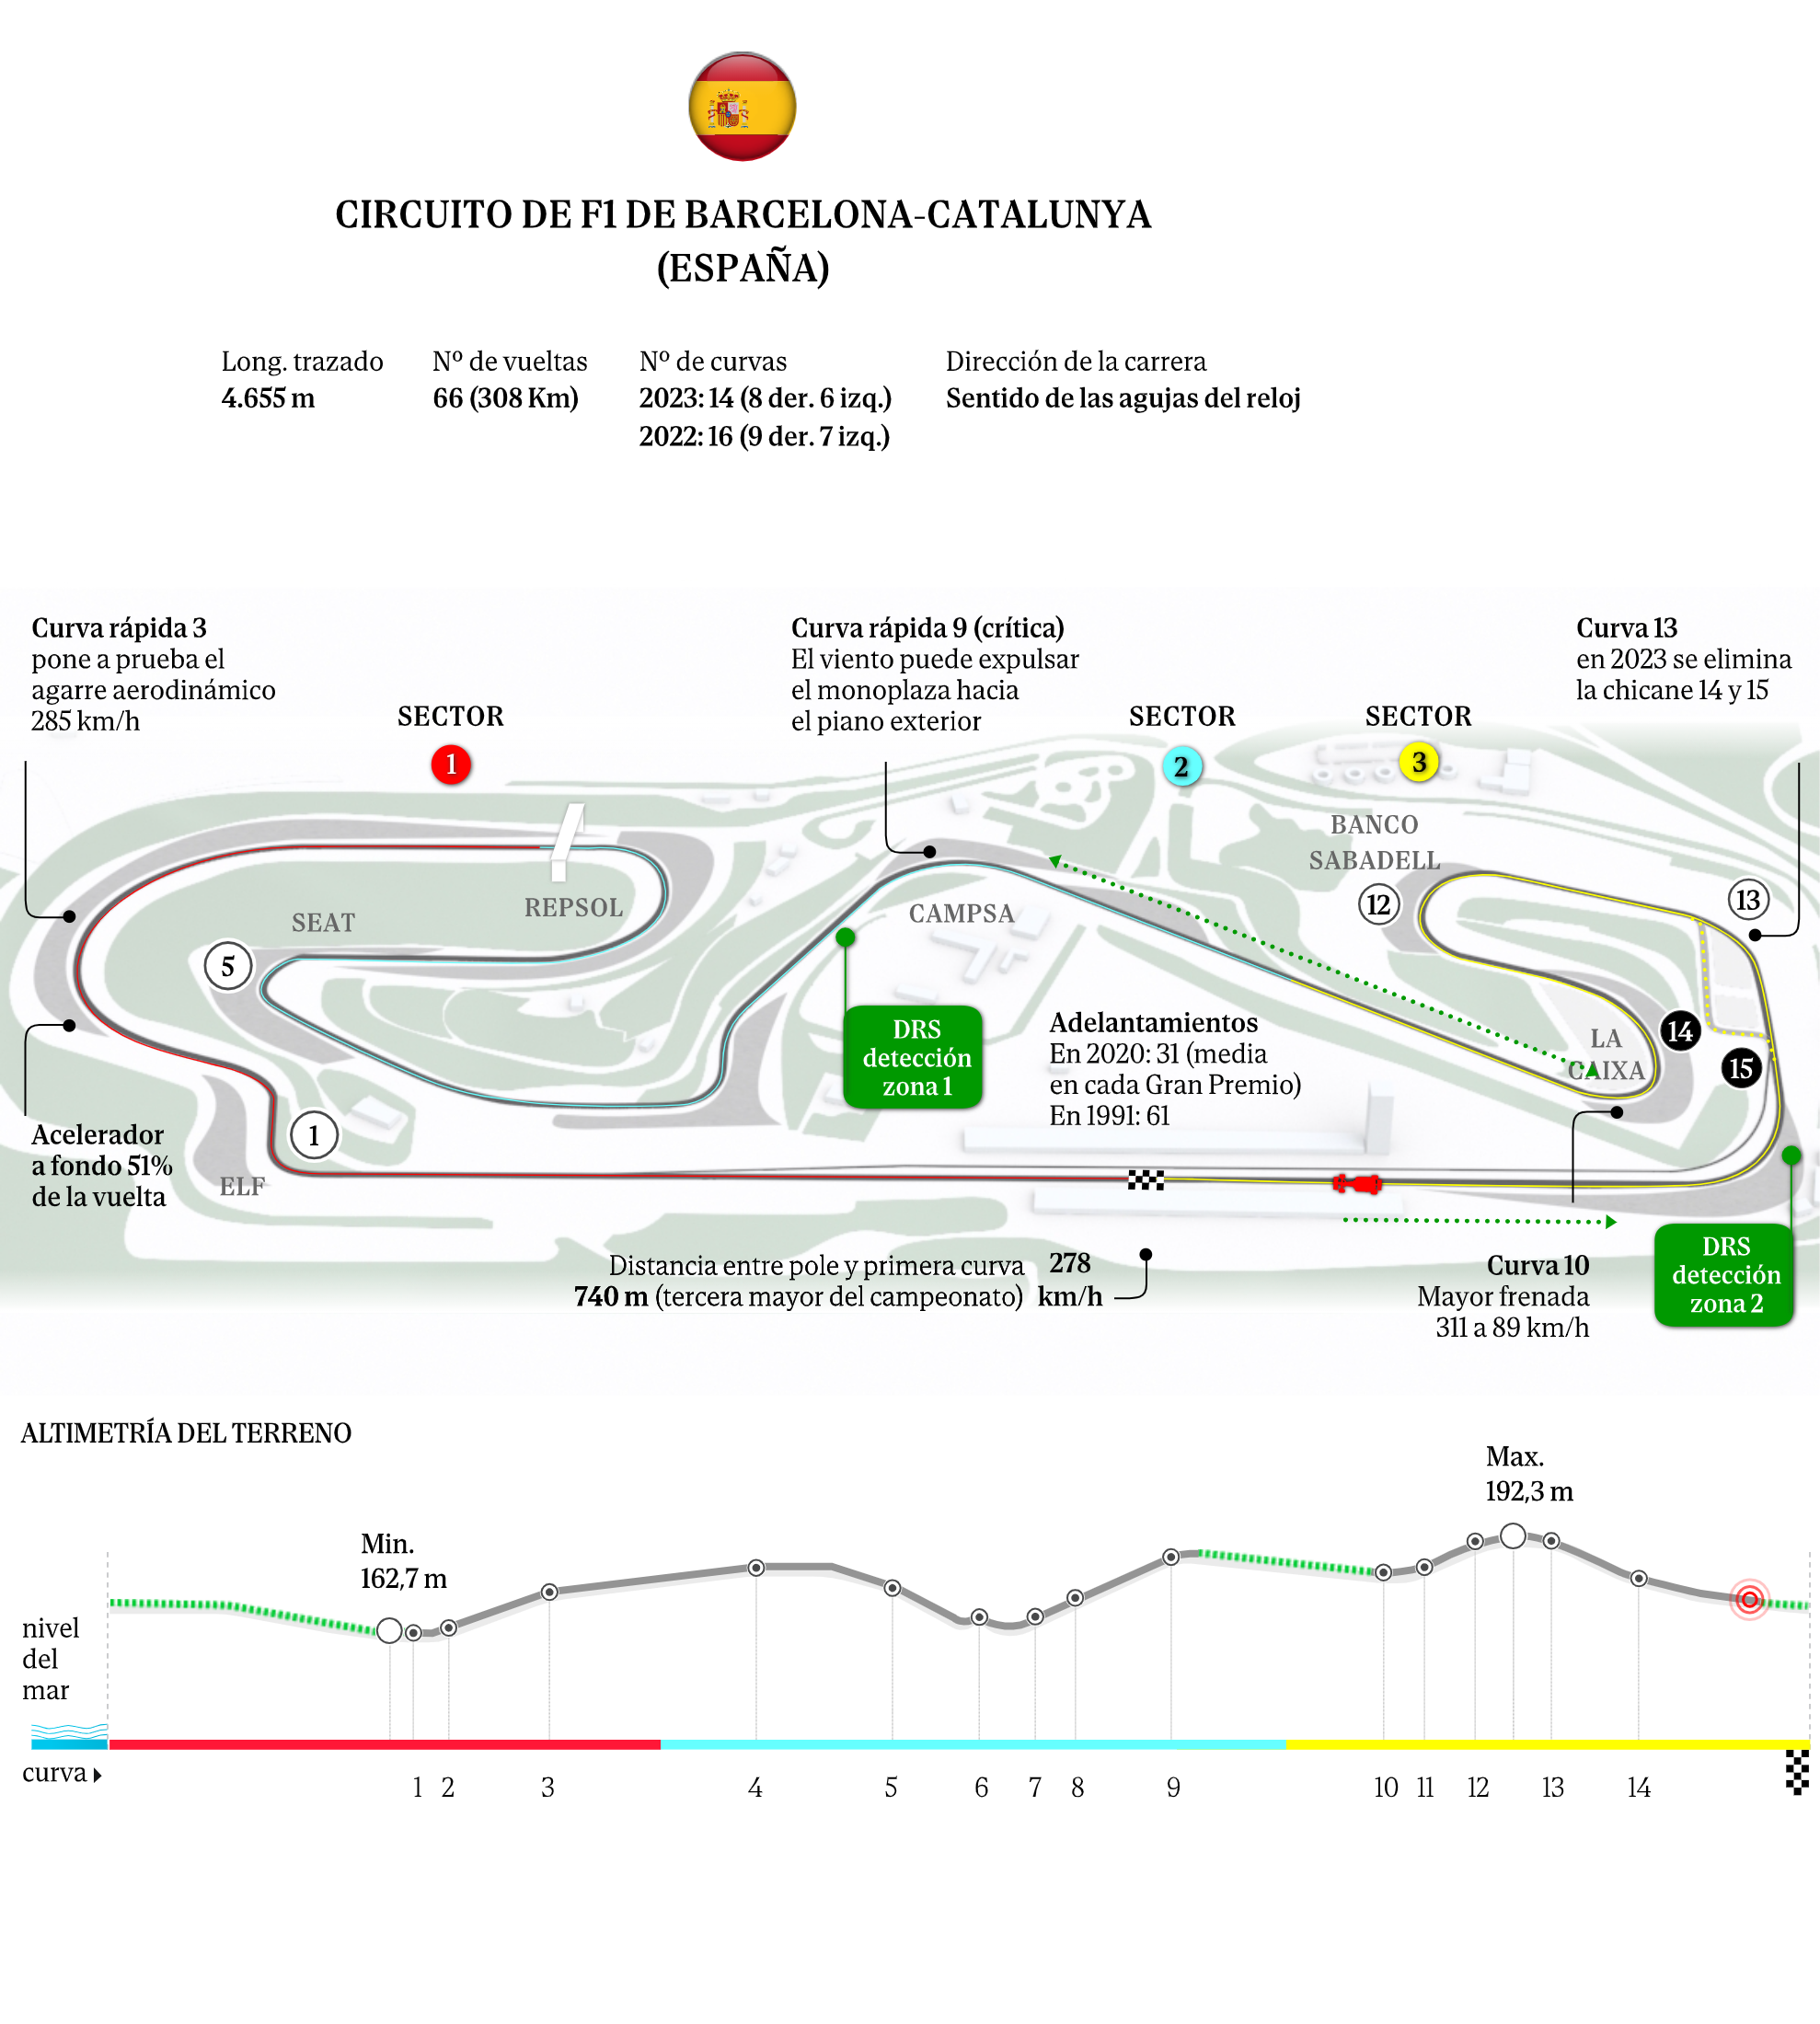 CIRCUITO DE F1 DE BARCELONA-CATALUNYA
(ESPAÑA)
Long. trazado
4.655 m
Nº de vueltas
66 (308 Km)
Nº de curvas
2023: 14 (8 der. 6 izq.)
2022: 16 (9 der. 7 izq.)
Dirección de la carrera
Sentido de las agujas del reloj
Curva rápida 3
pone a prueba el
agarre aerodinámico
285 km/h
SECTOR
1
Curva rápida 9 (crítica)
El viento puede expulsar
el monoplaza hacia
el piano exterior
SECTOR
2
SECTOR
3
Curva 13
en 2023 se elimina
la chicane 14 y 15
BANCO
SABADELL
12
13
REPSOL
SEAT
5
CAMPSA
DRS
detección
zona 1
Adelantamientos
En 2020: 31 (media
en cada Gran Premio)
En 1991: 61
LA
CAIXA
14
15
1
ELF
Acelerador
a fondo 51%
de la vuelta
Distancia entre pole y primera curva
740 m (tercera mayor del campeonato)
278
km/h
Curva 10
Mayor frenada
311 a 89 km/h
DRS
detección
zona 2
ALTIMETRÍA DEL TERRENO
Min.
162,7 m
Max.
192,3 m
nivel
del
mar
curva
1 2 3 4 5 6 7 8 9 10 11 12 13 14